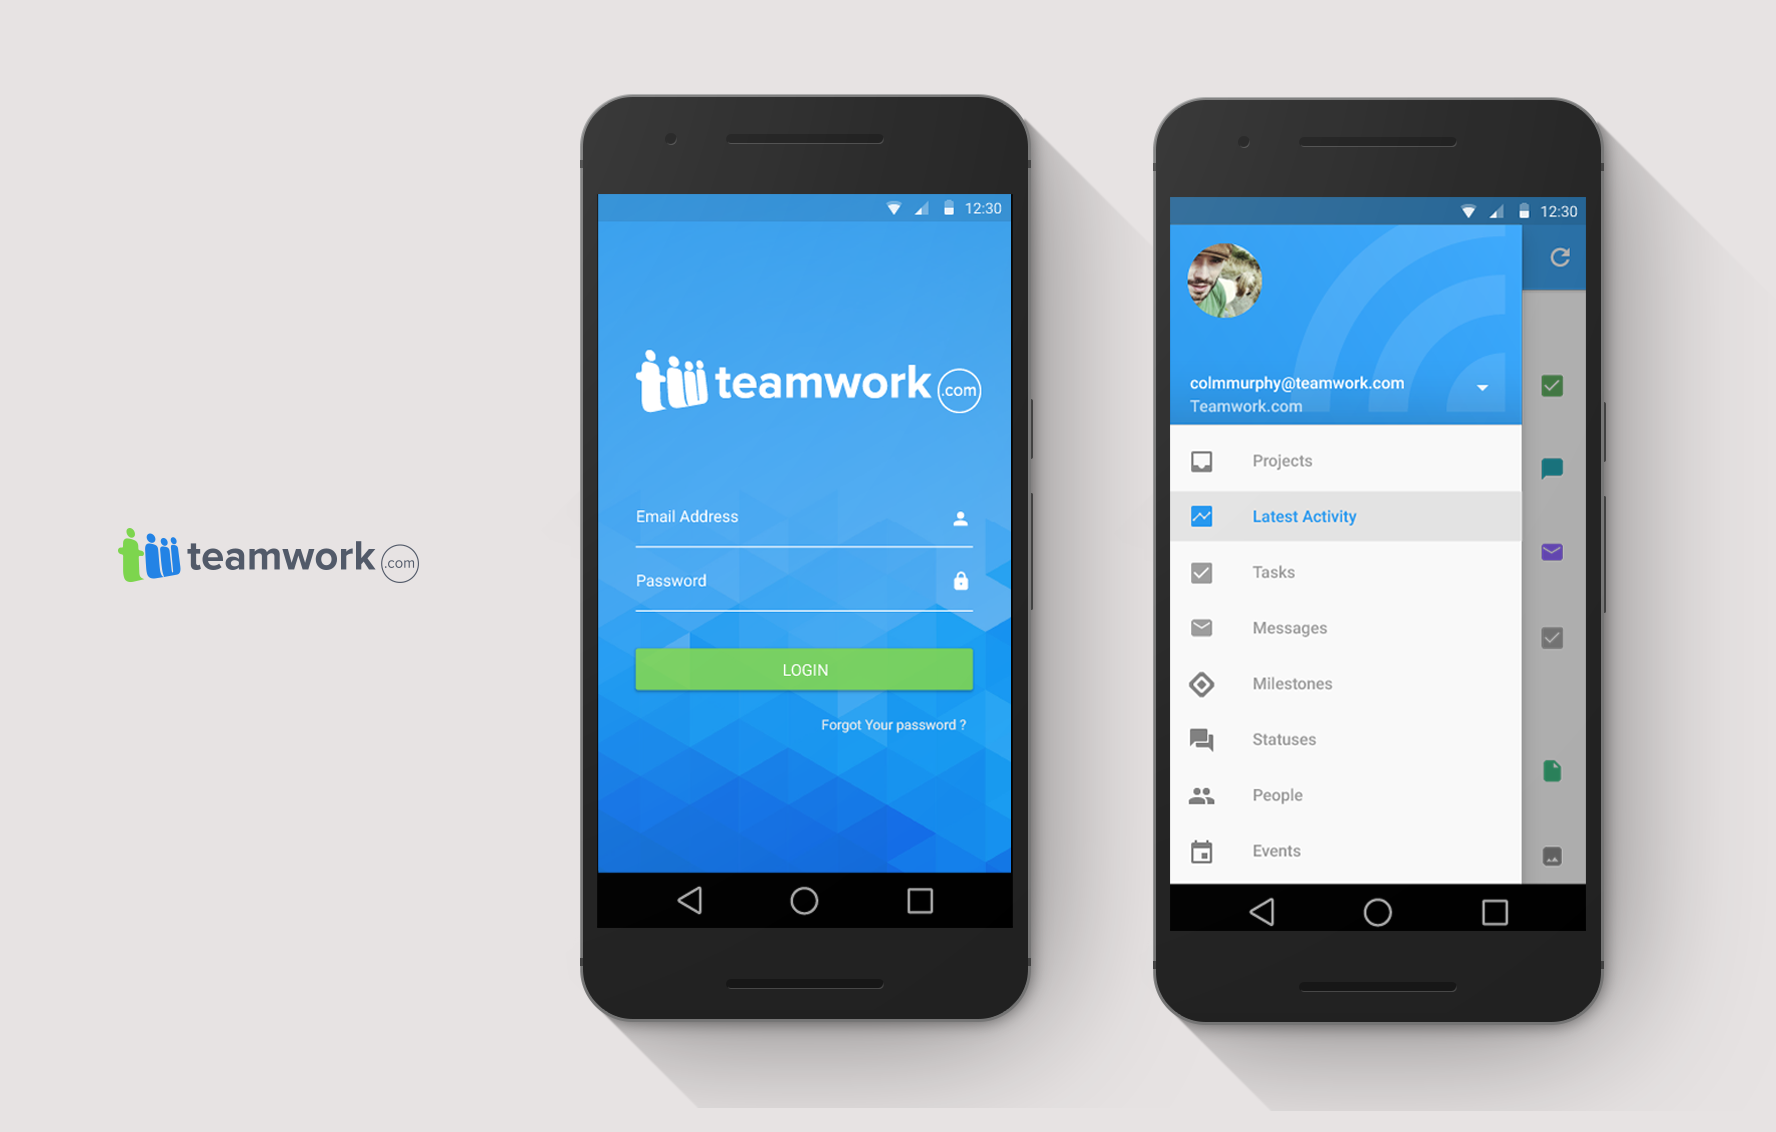 teamwork.com
12:30
teamwork.com
Email Address
Password
LOGIN
Forgot Your password ?
12:30
colmmurphy@teamwork.com
Teamwork.com
Projects
Latest Activity
Tasks
Messages
Milestones
Statuses
People
Events